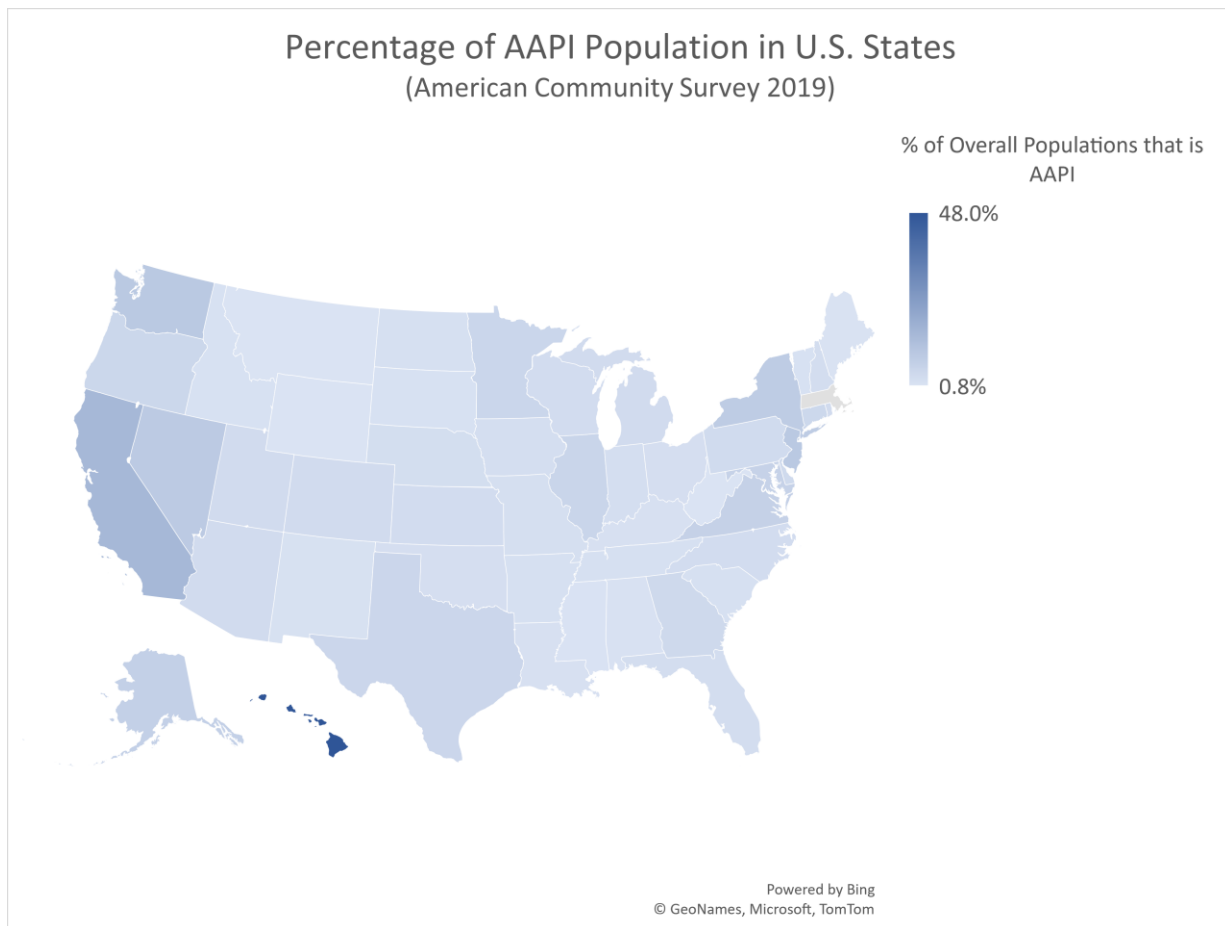 Percentage of AAPI Population in U.S. States
(American Community Survey 2019)
% of Overall Populations that is
AAPI
48.0%
0.8%
Powered by Bing
© GeoNames, Microsoft, TomTom